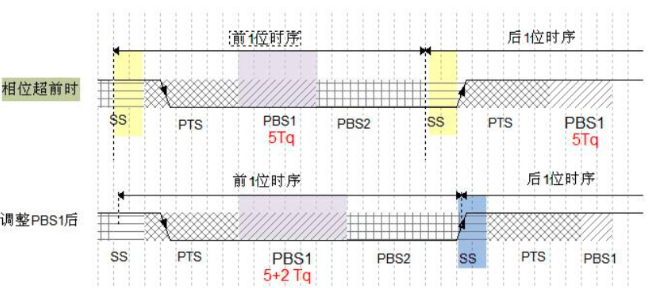 前1位时序 后1位时序
相位超前时
SS PTS PBS1 PBS2 SS PTS PBS1
5Tq 5Tq
前1位时序 后1位时序
调整PBS1后
SS PTS PBS1 PBS2 SS PTS PBS1
5+2 Tq